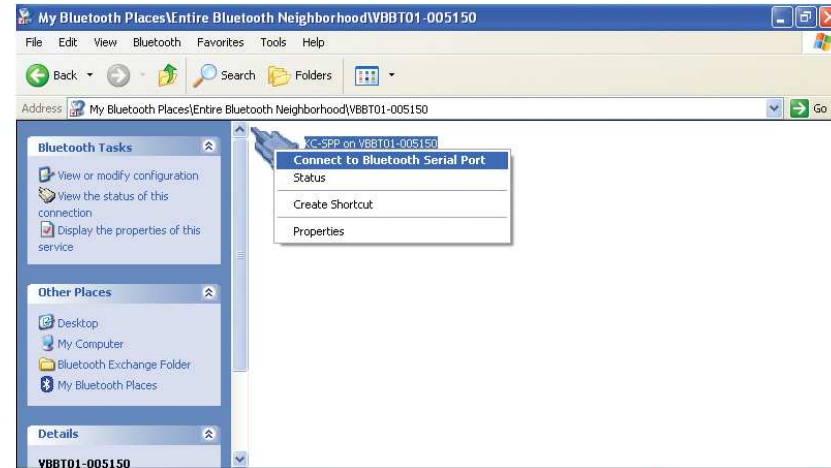 My Bluetooth Places\Entire Bluetooth Neighborhood\VBBT01-005150
File Edit View Bluetooth Favorites Tools Help
Back Search Folders
Address My Bluetooth Places\Entire Bluetooth Neighborhood\VBBT01-005150 Go
Bluetooth Tasks
View or modify configuration
View the status of this
connection
Display the properties of this
service
Other Places
Desktop
My Computer
Bluetooth Exchange Folder
My Bluetooth Places
Details
VBBT01-005150
XC-SPP on VBBT01-005150
Connect to Bluetooth Serial Port
Status
Create Shortcut
Properties